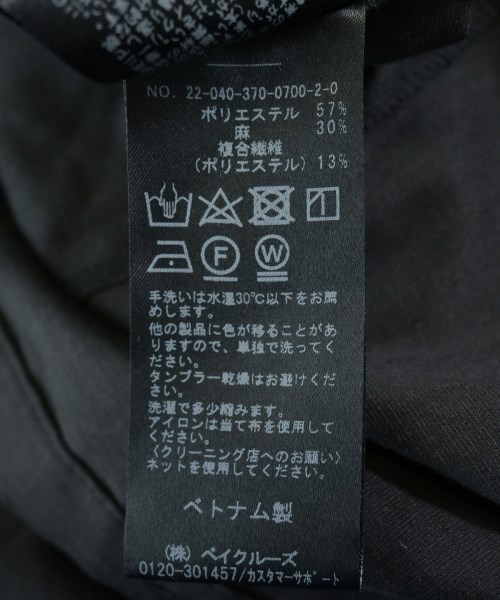 NO. 22-040-370-0700-2-0
ポリエステル 57%
麻 30%
複合繊維
(ポリエステル) 13%
F W
手洗いは水温30℃以下をお薦
めします。
他の製品に色が移ることがあ
りますので、単独で洗ってく
ださい。
タンブラー乾燥はお避けくだ
さい。
洗濯で多少縮みます。
アイロンは当て布を使用して
ください。
〈クリーニング店へのお願い〉
ネットを使用してください。
ベトナム製
(株) ベイクルーズ
0120-301457/カスタマーサポート